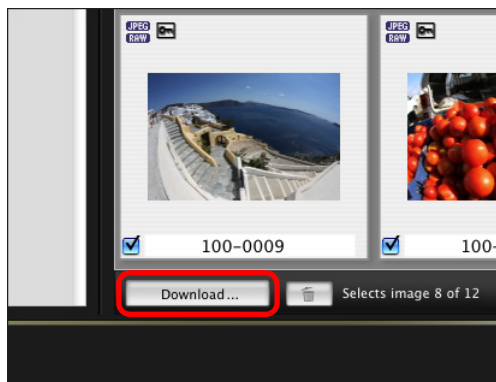 JPEG
RAW
JPEG
RAW
100-0009
100-
Download...
Selects image 8 of 12